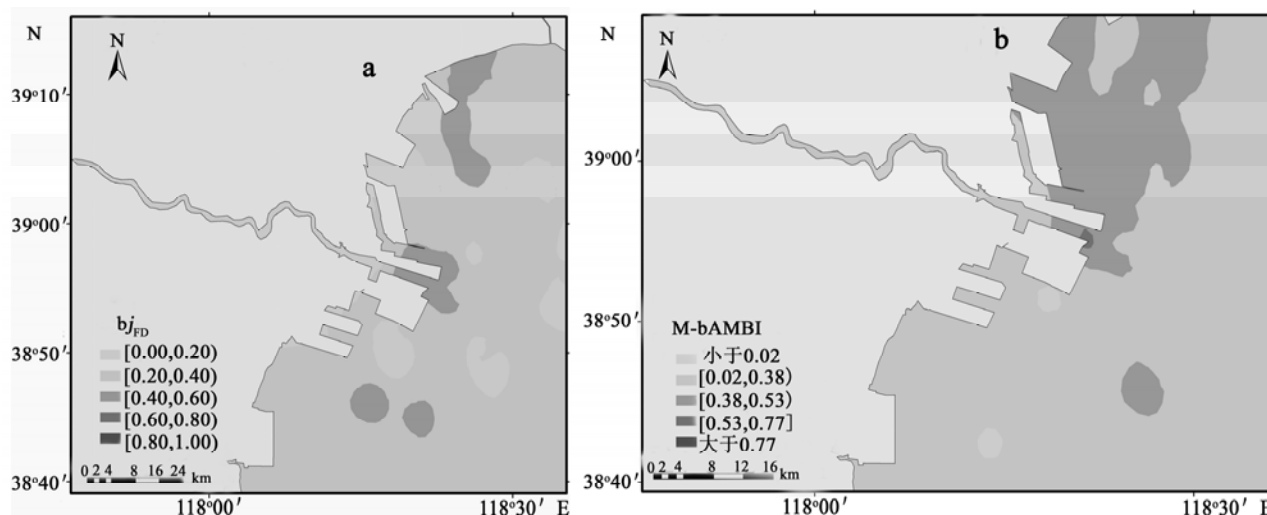 N
N
a
39°10′
39°00′
38°50′
38°40′
bjFD
[0.00,0.20)
[0.20,0.40)
[0.40,0.60)
[0.60,0.80)
[0.80,1.00)
0 2 4 8 16 24 km
118°00′ 118°30′ E
N
N
b
39°00′
38°50′
38°40′
M-bAMBI
小于0.02
[0.02,0.38)
[0.38,0.53)
[0.53,0.77]
大于0.77
0 2 4 8 12 16 km
118°00′ 118°30′ E